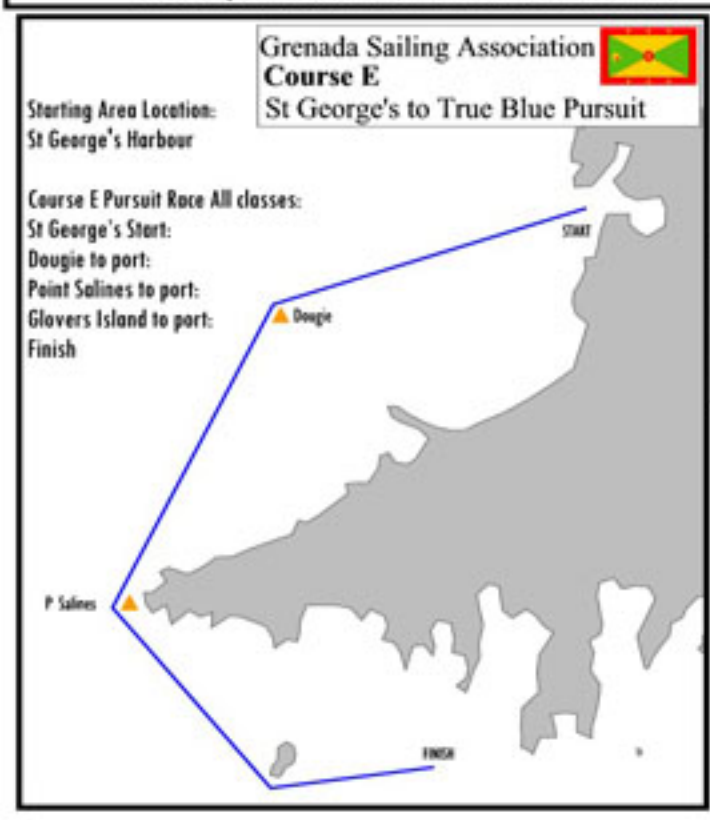 Grenada Sailing Association
Course E
St George's to True Blue Pursuit
Starting Area Location:
St George's Harbour
Course E Pursuit Race All classes:
St George's Start:
Dougie to port:
Point Salines to port:
Glovers Island to port:
Finish
START
Dougie
P Salines
FINISH